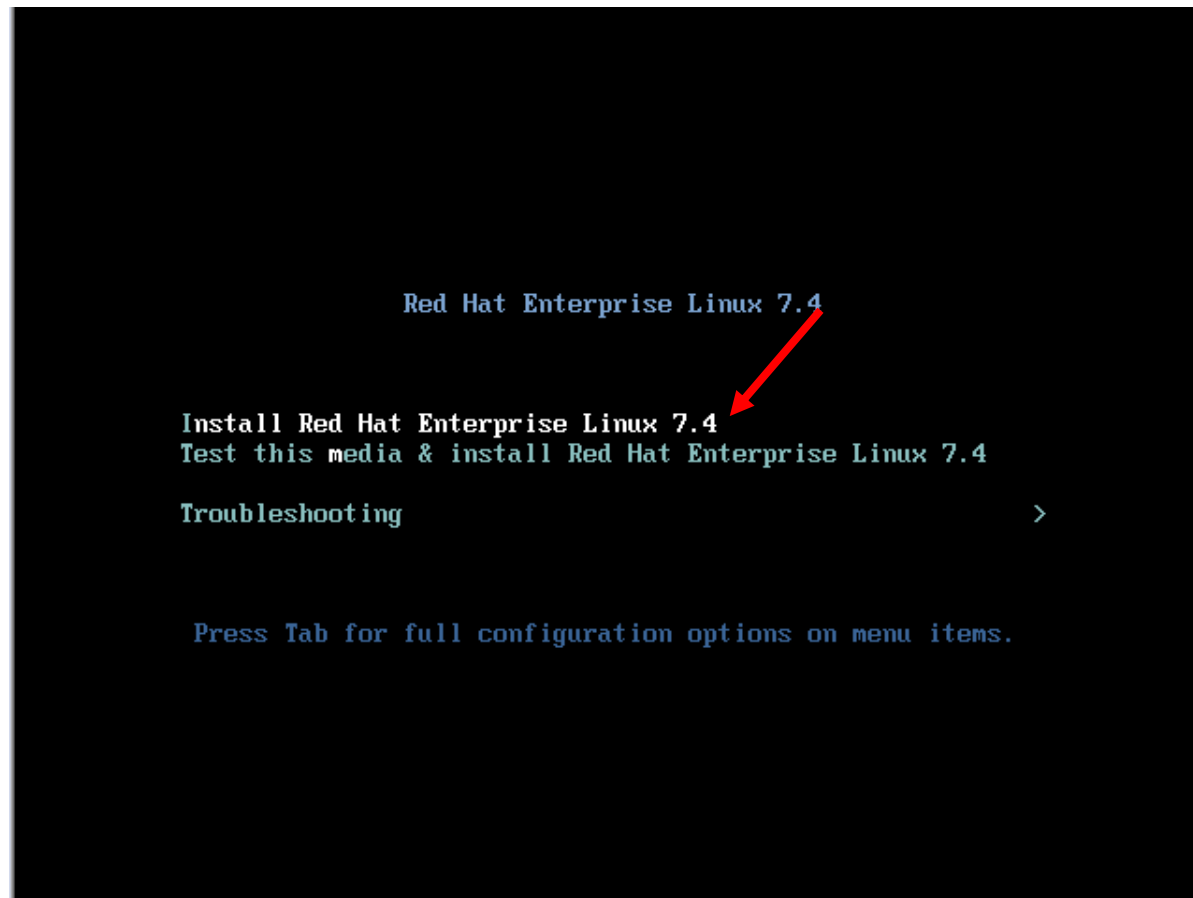 Red Hat Enterprise Linux 7.4
Install Red Hat Enterprise Linux 7.4
Test this media & install Red Hat Enterprise Linux 7.4
Troubleshooting >
Press Tab for full configuration options on menu items.